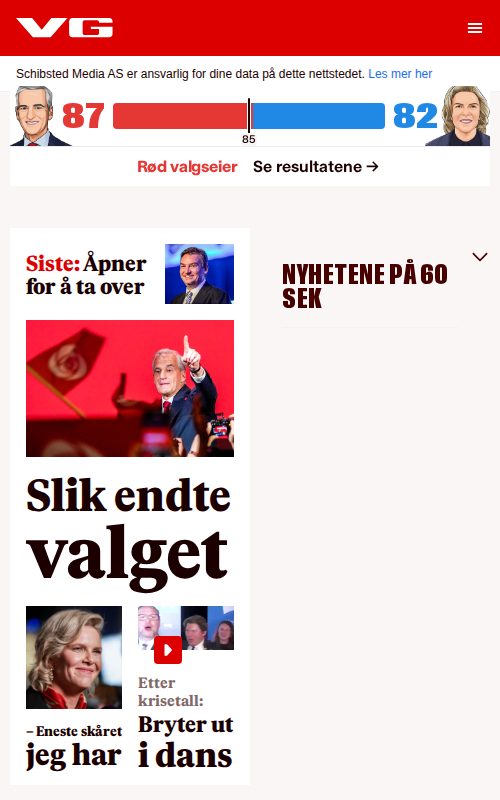 VG
Schibsted Media AS er ansvarlig for dine data på dette nettstedet. Les mer her
87
82
85
Rød valgseier
Se resultatene →
Siste: Åpner
for å ta over
NYHETENE PÅ 60
SEK
Slik endte
valget
– Eneste skåret
jeg har
Etter
krisetall:
Bryter ut
i dans